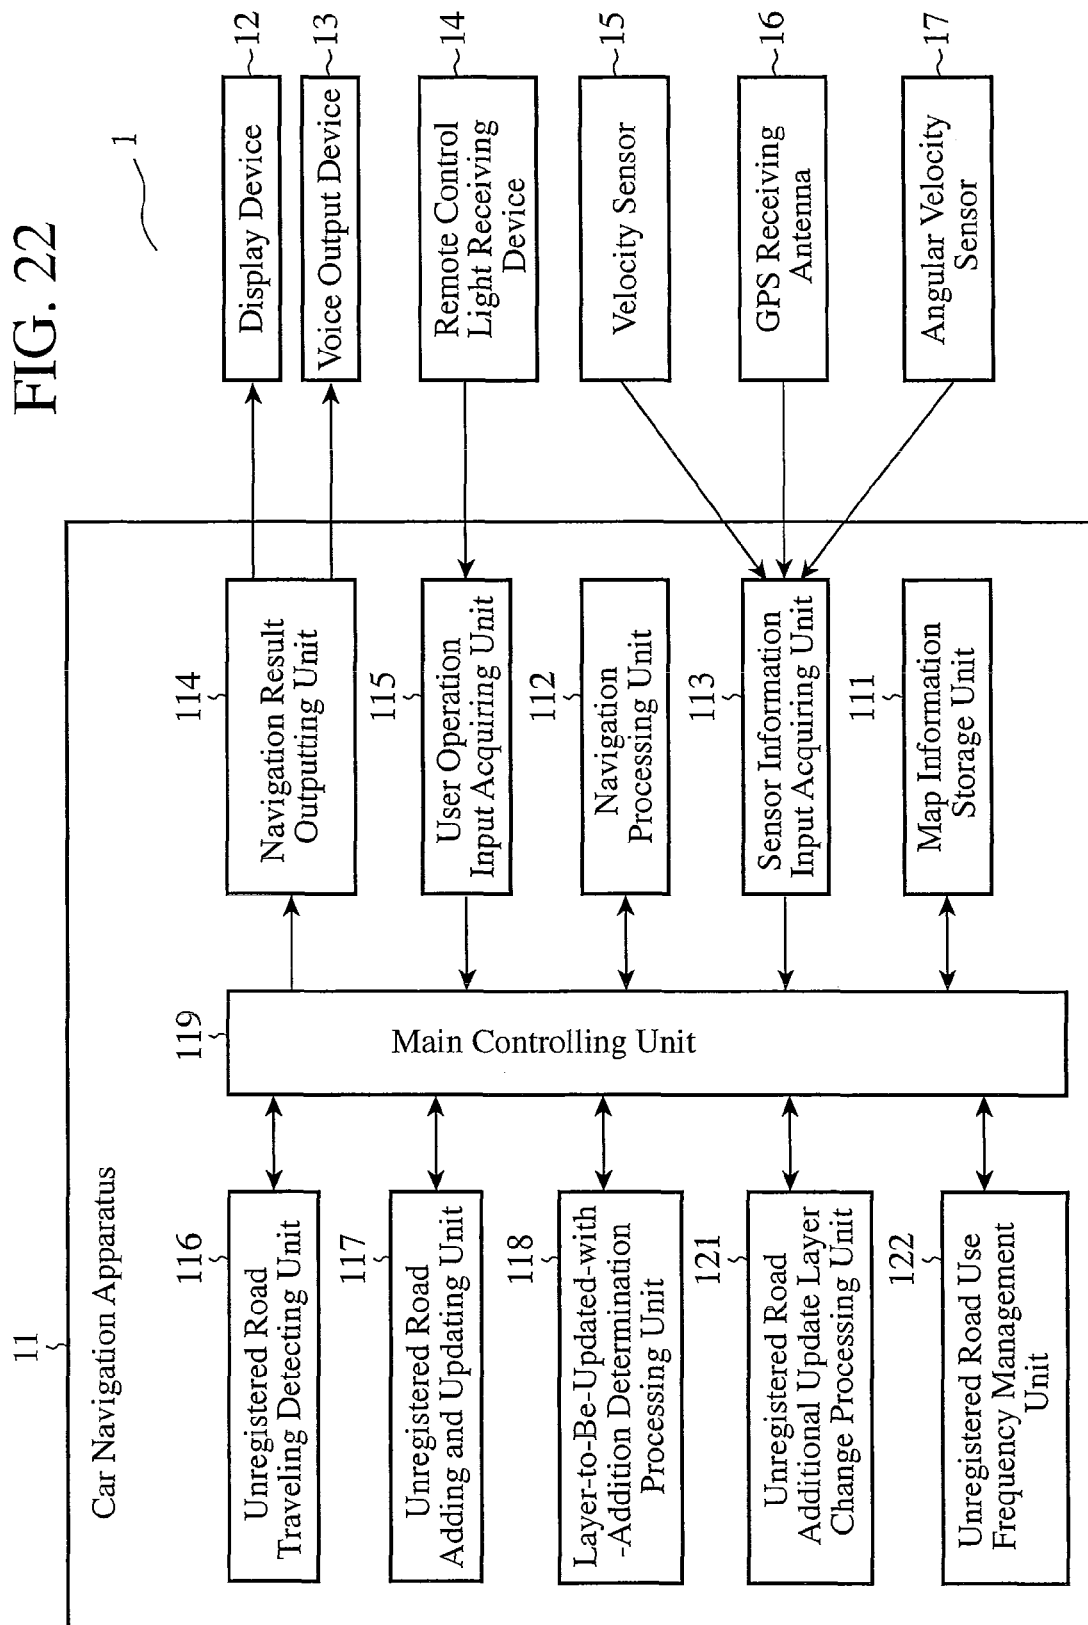 FIG. 22
1
11
Car Navigation Apparatus
116
Unregistered Road
Traveling Detecting Unit
117
Unregistered Road
Adding and Updating Unit
118
Layer-to-Be-Updated-with
-Addition Determination
Processing Unit
121
Unregistered Road
Additional Update Layer
Change Processing Unit
122
Unregistered Road Use
Frequency Management
Unit
119
Main Controlling Unit
114
Navigation Result
Outputting Unit
115
User Operation
Input Acquiring Unit
112
Navigation
Processing Unit
113
Sensor Information
Input Acquiring Unit
111
Map Information
Storage Unit
Display Device
12
Voice Output Device
13
Remote Control
Light Receiving
Device
14
Velocity Sensor
15
GPS Receiving
Antenna
16
Angular Velocity
Sensor
17